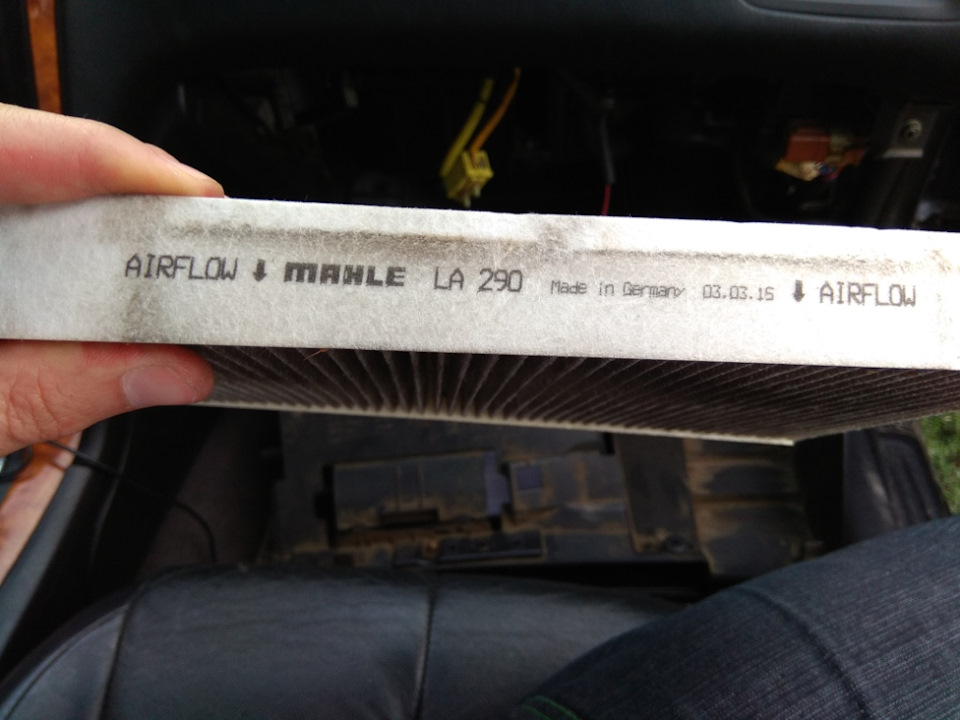 AIRFLOW ⬇ MAHLE LA 290 Made in Germany 03.03.15 ⬇ AIRFLOW